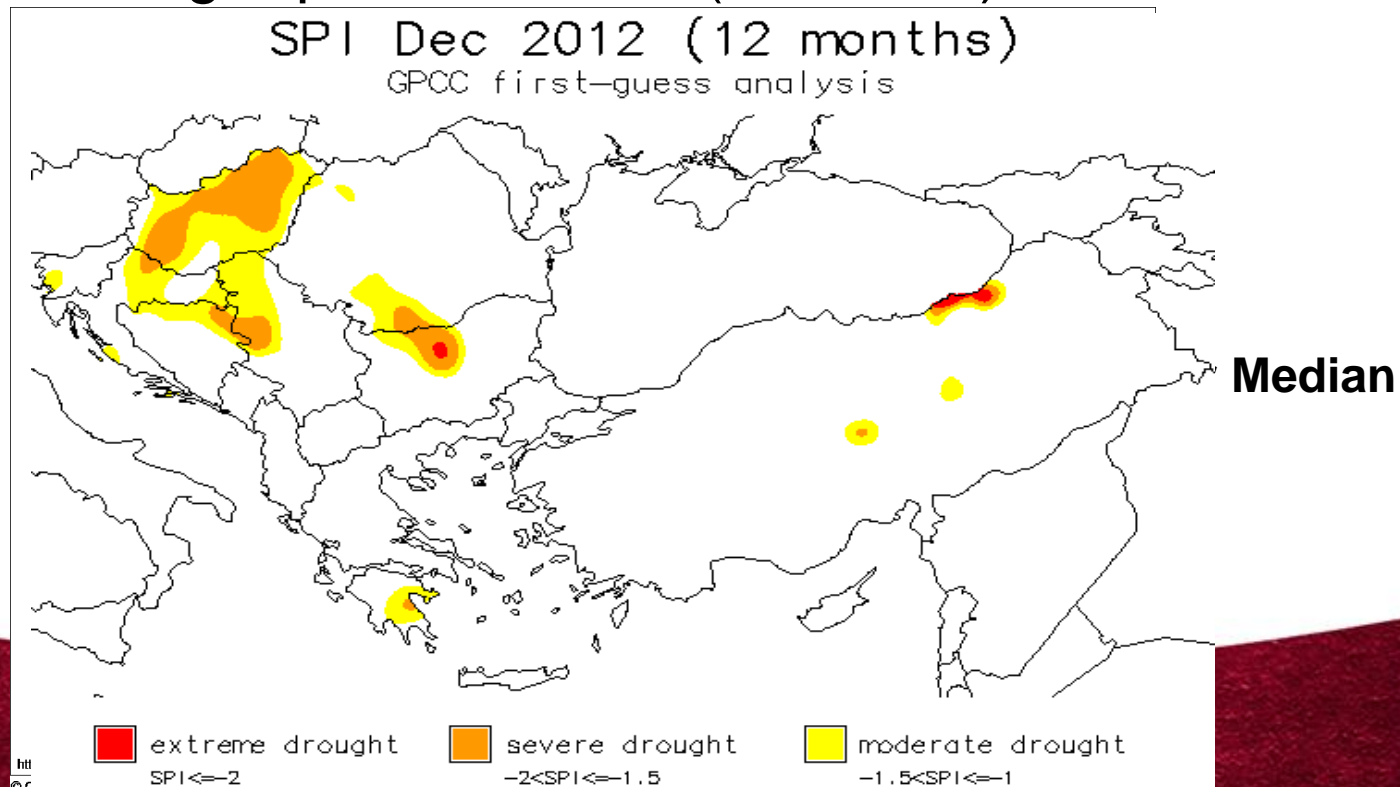 SPI Dec 2012 (12 months)
GPCC first-guess analysis
Median
extreme drought
SPI<=-2
severe drought
-2<SPI<=-1.5
moderate drought
-1.5<SPI<=-1